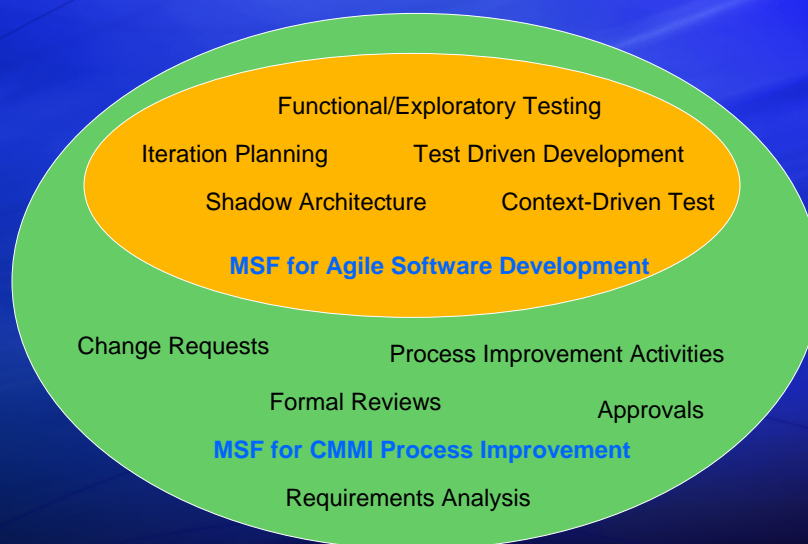 Functional/Exploratory Testing
Iteration Planning
Test Driven Development
Shadow Architecture
Context-Driven Test
MSF for Agile Software Development
Change Requests
Process Improvement Activities
Formal Reviews
Approvals
MSF for CMMI Process Improvement
Requirements Analysis